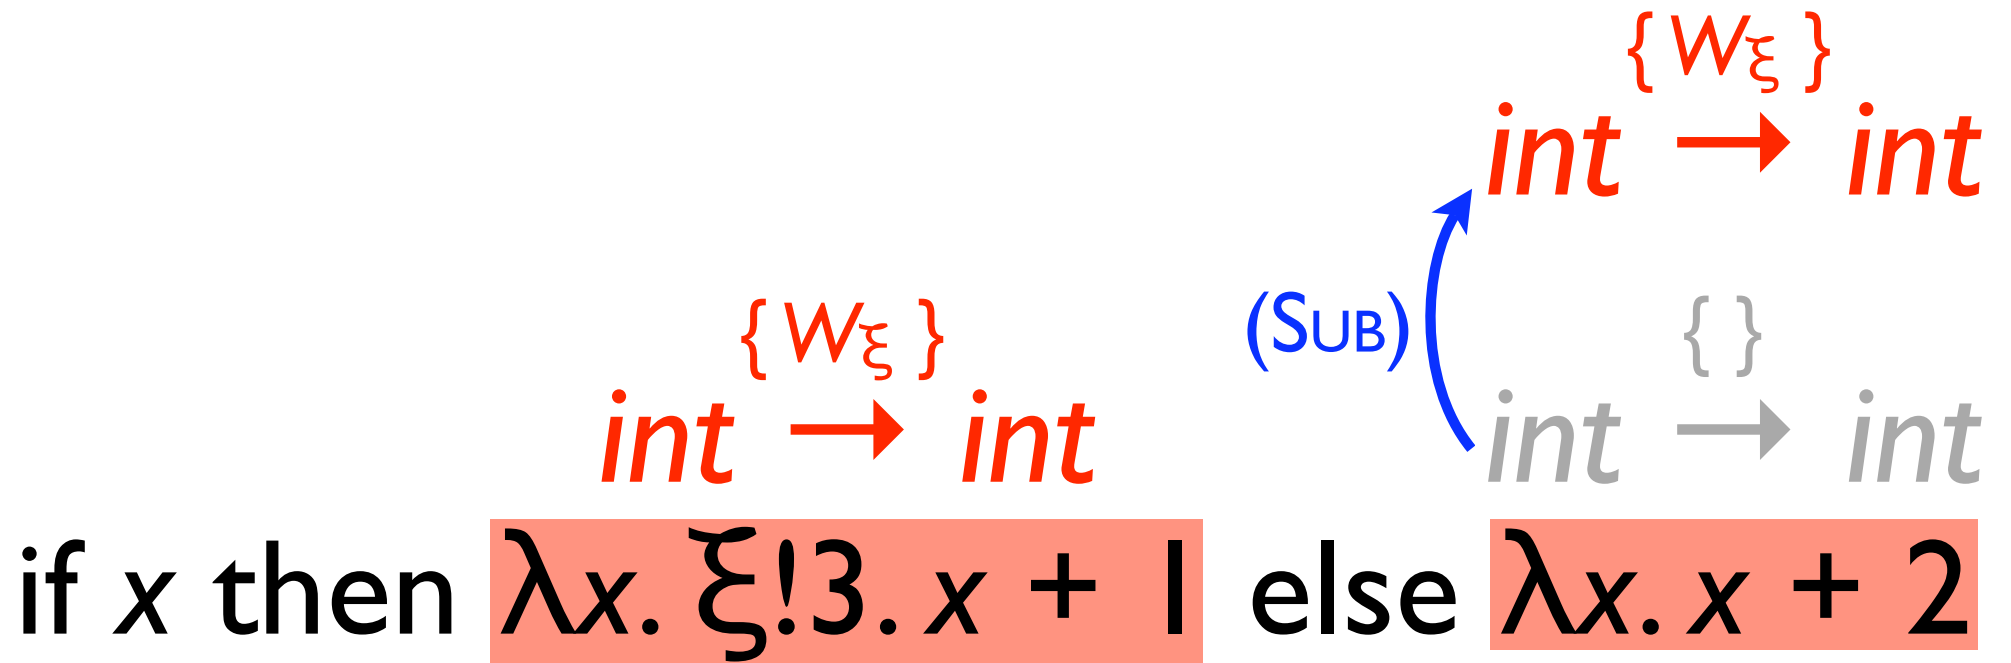 { Wξ }
int → int
{ Wξ } (SUB) { }
int → int int → int
if x then λx. ξ!3. x + 1 else λx. x + 2